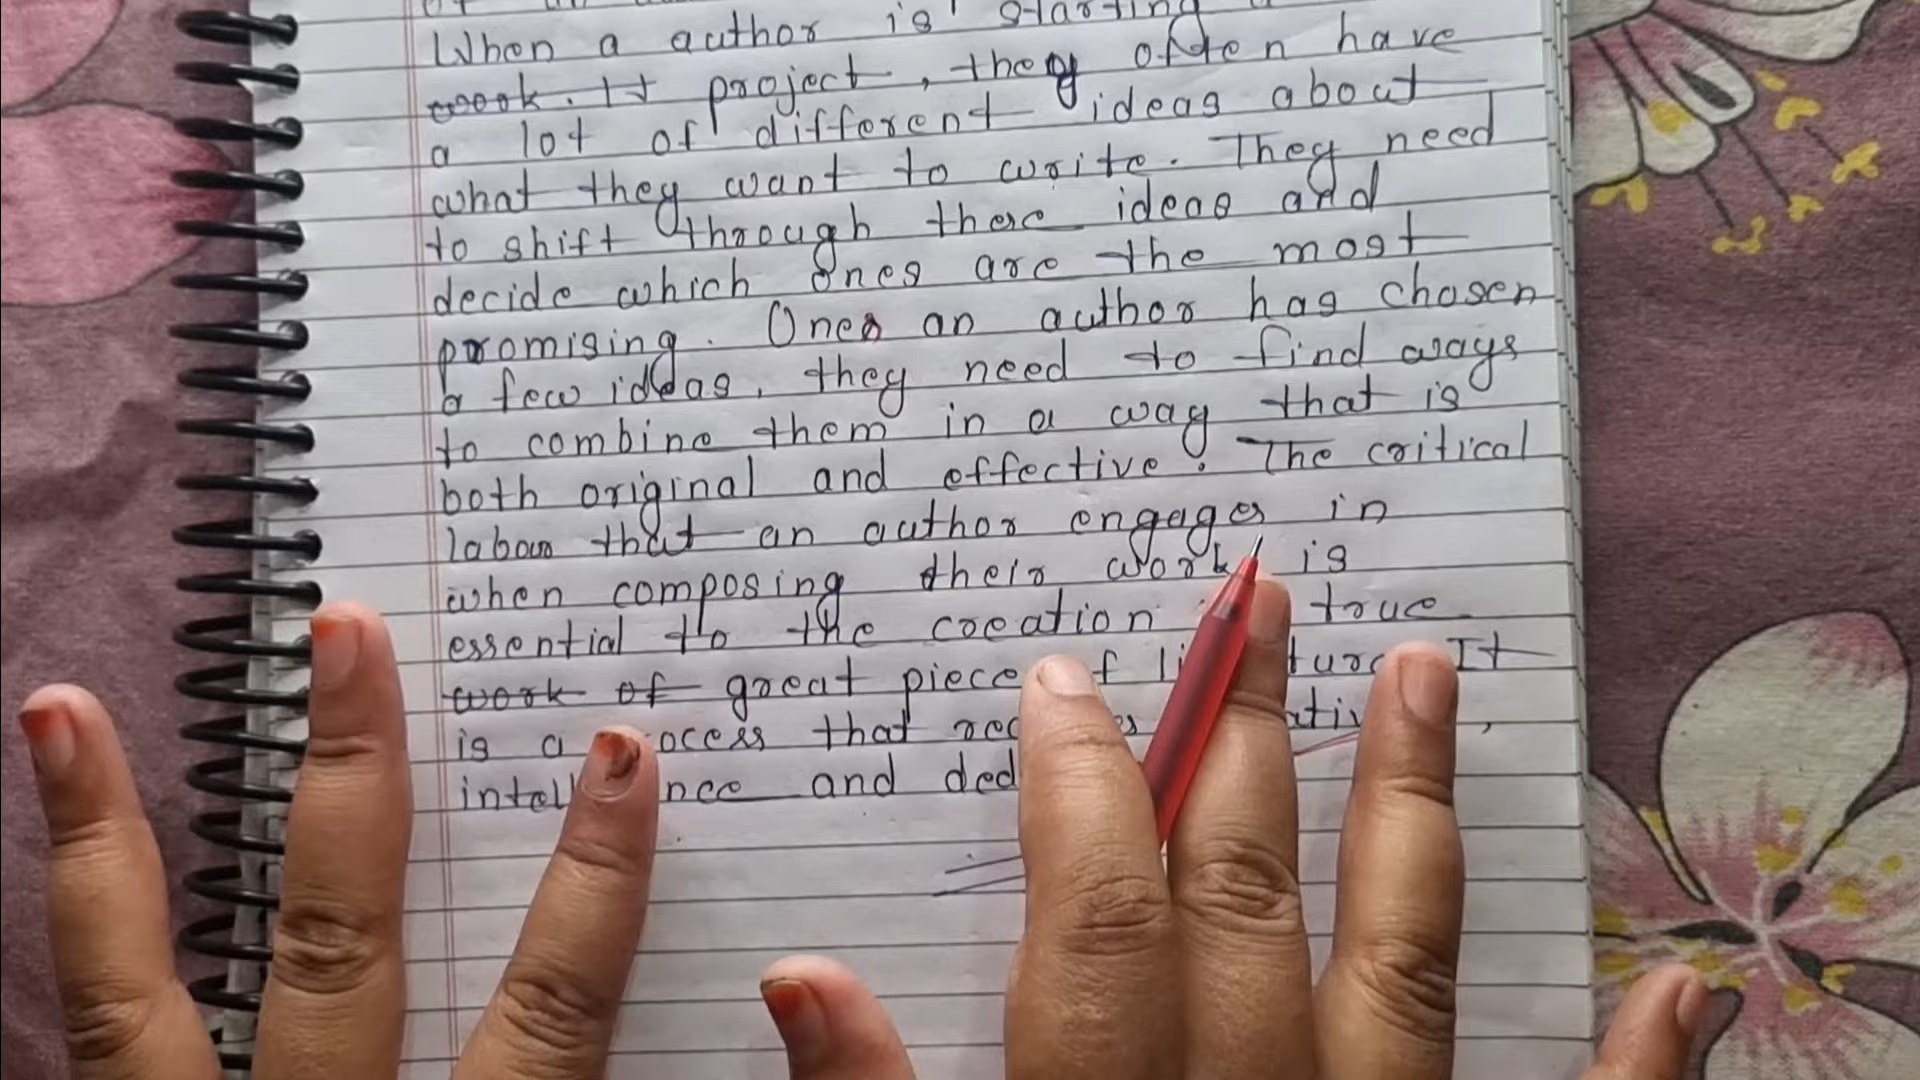 When a author is starting
work. It project, they often have
a lot of different ideas about
what they want to write. They need
to shift through these ideas and
decide which ones are the most
promising. Ones an author has chosen
a few ideas, they need to find ways
to combine them in a way that is
both original and effective. The critical
labour that an author engages in
when composing their work is
essential to the creation true
work of great piece of It
is a that
and